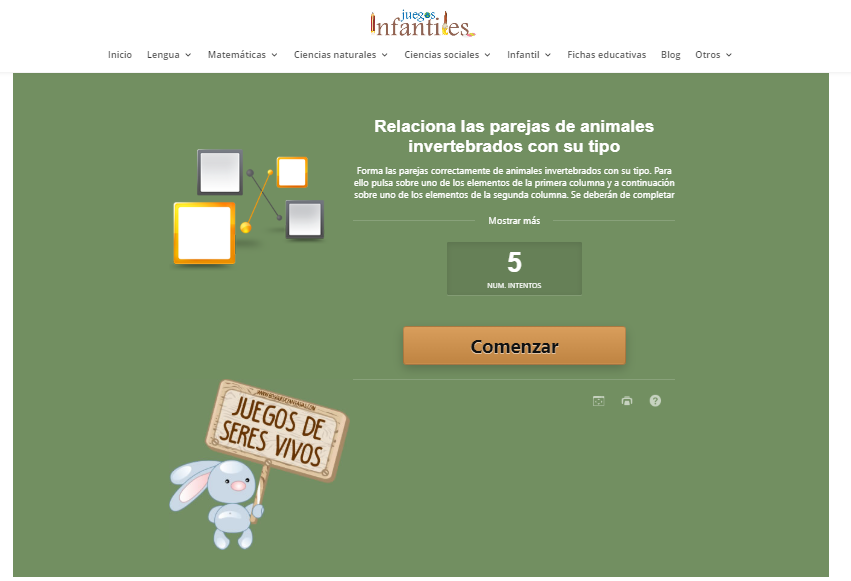 juegos
Infantiles
Inicio Lengua Matemáticas Ciencias naturales Ciencias sociales Infantil Fichas educativas Blog Otros
Relaciona las parejas de animales
invertebrados con su tipo
Forma las parejas correctamente de animales invertebrados con su tipo. Para
ello pulsa sobre uno de los elementos de la primera columna y a continuación
sobre uno de los elementos de la segunda columna. Se deberán de completar
Mostrar más
5
NUM. INTENTOS
Comenzar
JUEGOS DE
SERES VIVOS